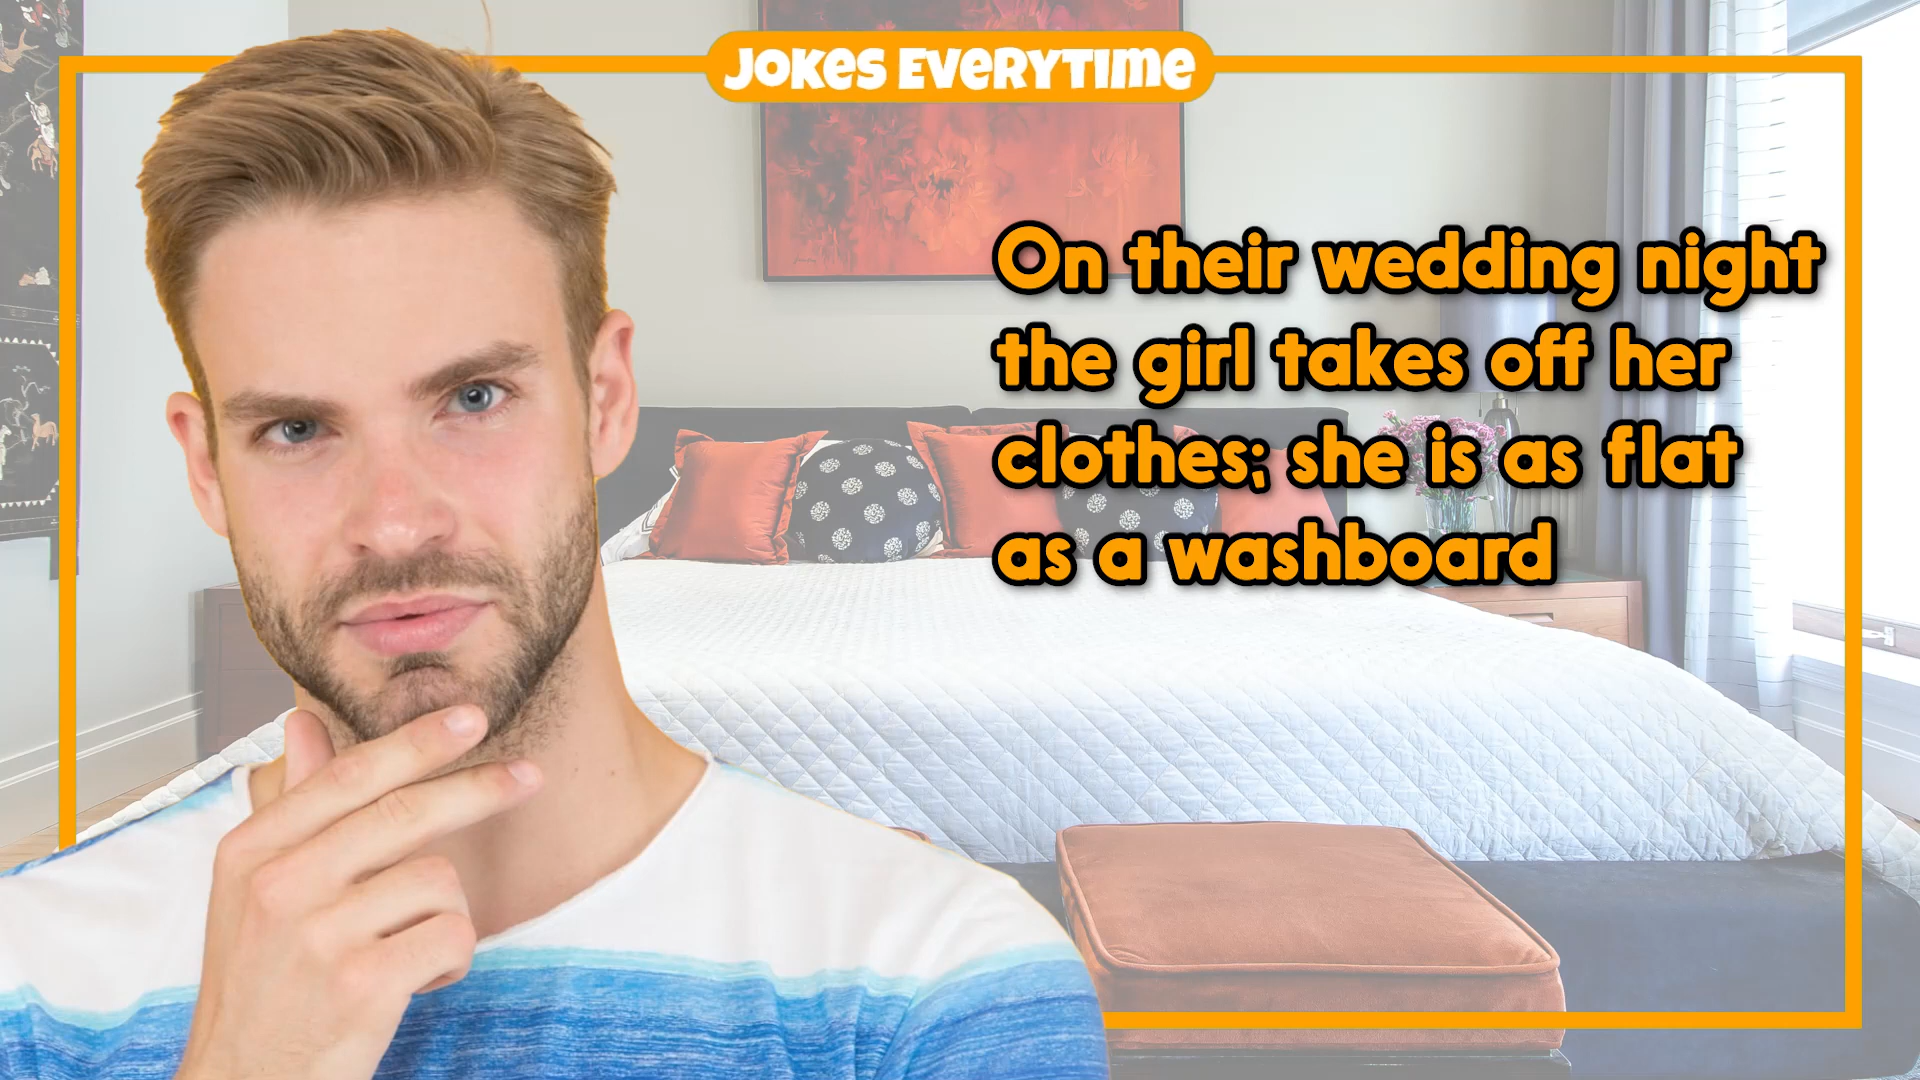 JOKES EVERYTIME
On their wedding night
the girl takes off her
clothes; she is as flat
as a washboard